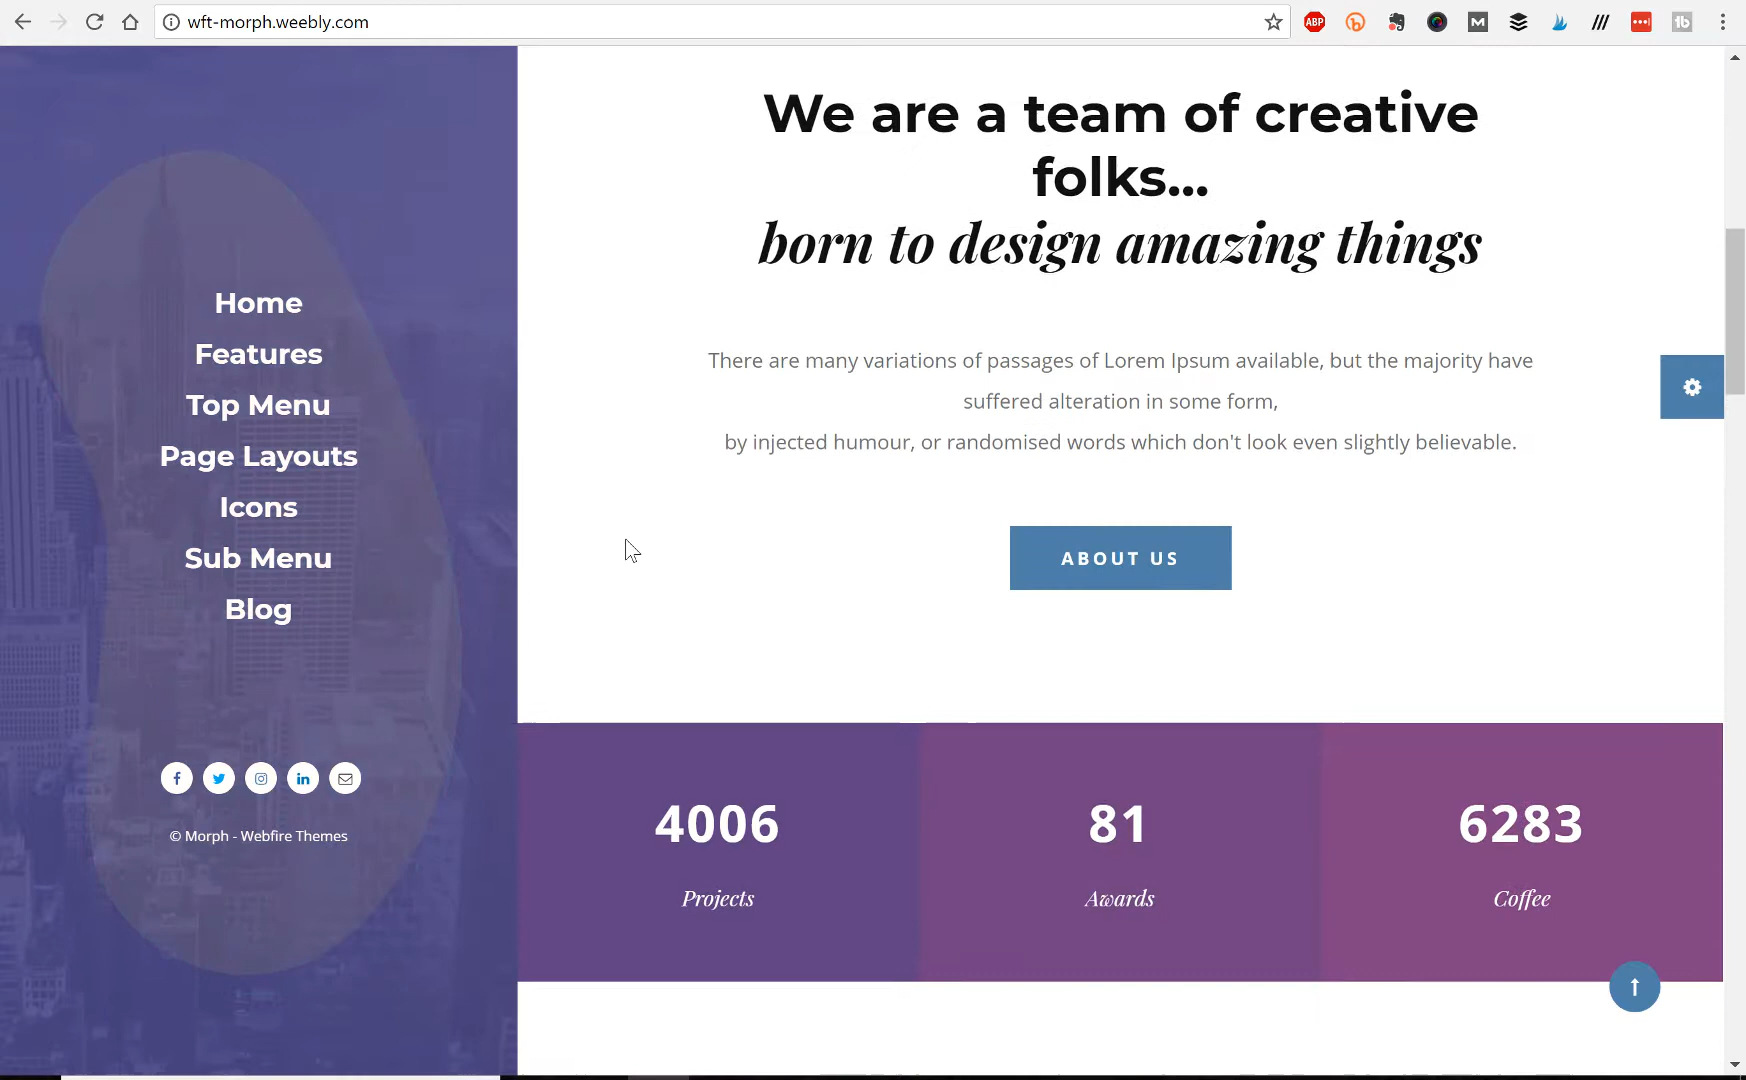 wft-morph.weebly.com
ABP
M
We are a team of creative
folks...
born to design amazing things
Home
Features
Top Menu
Page Layouts
Icons
Sub Menu
Blog
There are many variations of passages of Lorem Ipsum available, but the majority have
suffered alteration in some form,
by injected humour, or randomised words which don't look even slightly believable.
ABOUT US
© Morph - Webfire Themes
4006
81
6283
Projects
Awards
Coffee